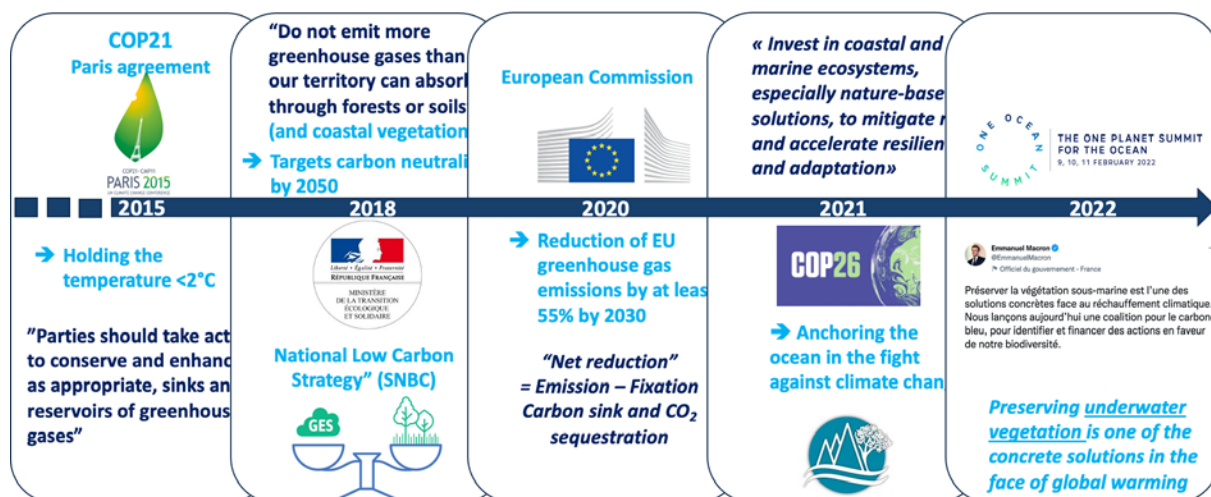 COP21
Paris agreement
COP21 · CMP11
PARIS 2015
UN CLIMATE CHANGE CONFERENCE
2015
➔ Holding the
temperature <2°C
"Parties should take act
to conserve and enhanc
as appropriate, sinks an
reservoirs of greenhous
gases"
"Do not emit more
greenhouse gases than
our territory can absorb
through forests or soils
(and coastal vegetation
➔ Targets carbon neutrali
by 2050
2018
Liberté • Égalité • Fraternité
RÉPUBLIQUE FRANÇAISE
MINISTÈRE
DE LA TRANSITION
ÉCOLOGIQUE
ET SOLIDAIRE
National Low Carbon
Strategy" (SNBC)
GES
European Commission
2020
➔ Reduction of EU
greenhouse gas
emissions by at leas
55% by 2030
"Net reduction"
= Emission – Fixation
Carbon sink and CO₂
sequestration
« Invest in coastal and
marine ecosystems,
especially nature-base
solutions, to mitigate r
and accelerate resilien
and adaptation»
2021
COP26
➔ Anchoring the
ocean in the fight
against climate chan
ONE OCEAN SUMMIT
THE ONE PLANET SUMMIT
FOR THE OCEAN
9, 10, 11 FEBRUARY 2022
2022
Emmanuel Macron
@EmmanuelMacron
Officiel du gouvernement - France
Préserver la végétation sous-marine est l'une des
solutions concrètes face au réchauffement climatique.
Nous lançons aujourd'hui une coalition pour le carbone
bleu, pour identifier et financer des actions en faveur
de notre biodiversité.
Preserving underwater
vegetation is one of the
concrete solutions in the
face of global warming